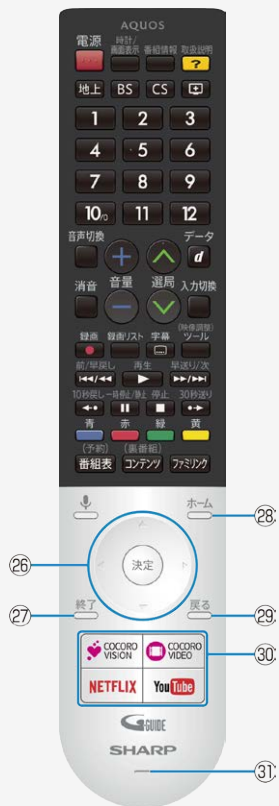 AQUOS
電源 時計/画面表示 番組情報 取扱説明
?
地上 BS CS
1 2 3
4 5 6
7 8 9
10/0 11 12
音声切換 データ
d
消音 音量 選局 入力切換
(映像調整)
録画 録画リスト 字幕 ツール
前/早戻し 再生 早送り/次
10秒戻し 一時停止/静止 停止 30秒送り
青 赤 緑 黄
(予約) (裏番組)
番組表 コンテンツ ファミリンク
ホーム ㉘
㉖ 決定
㉗ 終了 戻る ㉙
COCORO VISION COCORO VIDEO ㉚
NETFLIX YouTube
G-GUIDE
SHARP
㉛